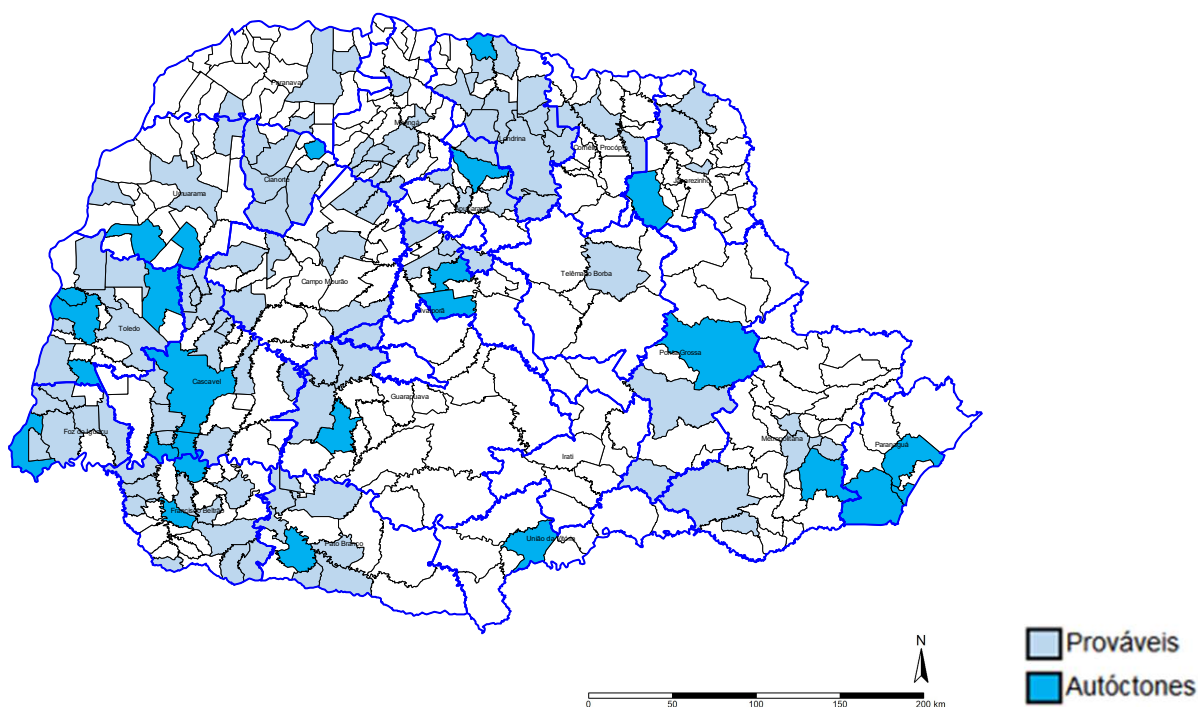 Paranavaí
Maringá
Londrina
Cornélio Procópio
Jacarezinho
Cianorte
Umuarama
Apucarana
Telêmaco Borba
Campo Mourão
Ivaiporã
Toledo
Ponta Grossa
Cascavel
Guarapuava
Foz do Iguaçu
Metropolitana
Paranaguá
Irati
Francisco Beltrão
União da Vitória
Pato Branco
N
Prováveis
Autóctones
0 50 100 150 200 km